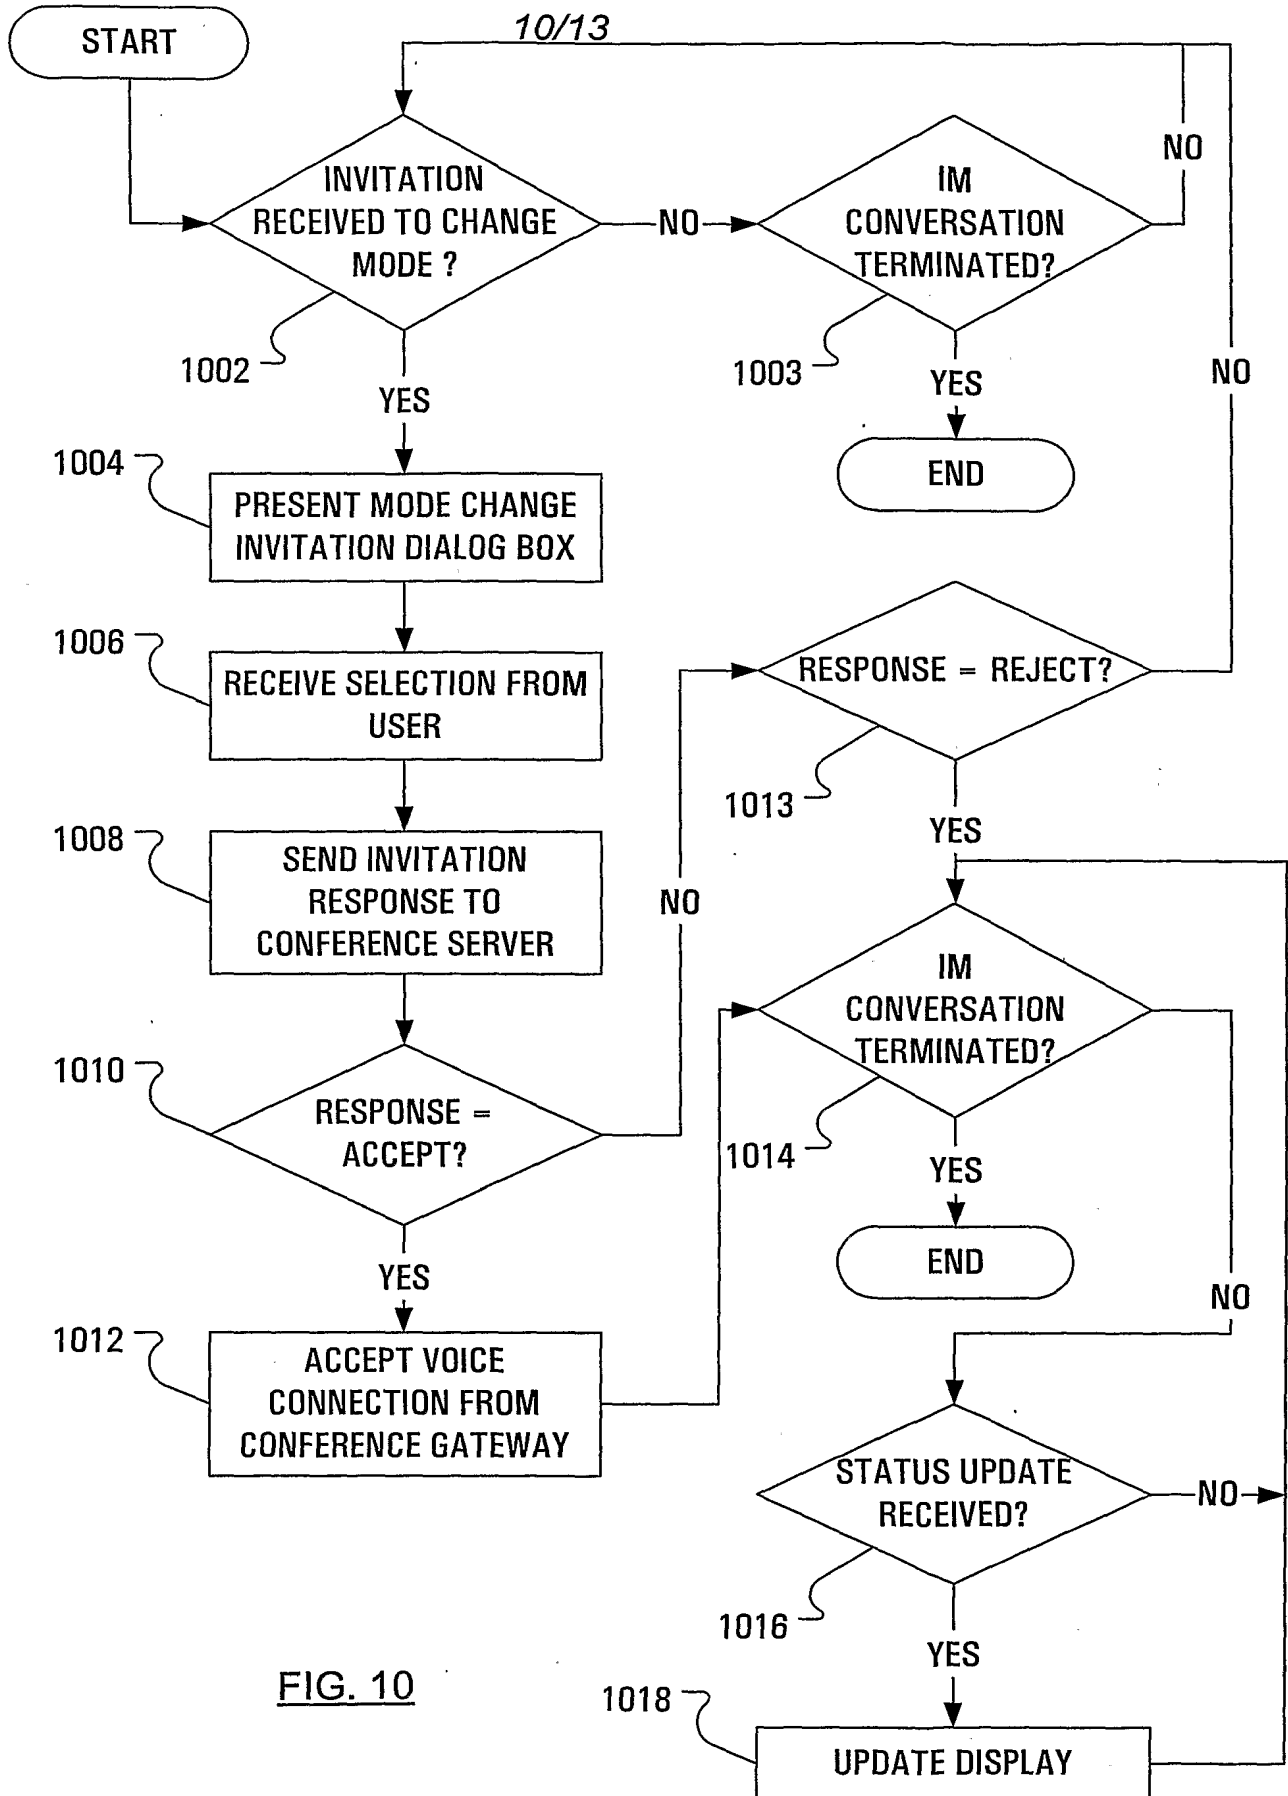 10/13
START
INVITATION
RECEIVED TO CHANGE
MODE ?
NO
IM
CONVERSATION
TERMINATED?
NO
1002
YES
1003
YES
NO
END
1004
PRESENT MODE CHANGE
INVITATION DIALOG BOX
1006
RECEIVE SELECTION FROM
USER
RESPONSE = REJECT?
1013
YES
1008
SEND INVITATION
RESPONSE TO
CONFERENCE SERVER
NO
IM
CONVERSATION
TERMINATED?
1010
RESPONSE =
ACCEPT?
1014
YES
END
YES
NO
1012
ACCEPT VOICE
CONNECTION FROM
CONFERENCE GATEWAY
STATUS UPDATE
RECEIVED?
NO
1016
YES
1018
UPDATE DISPLAY
FIG. 10